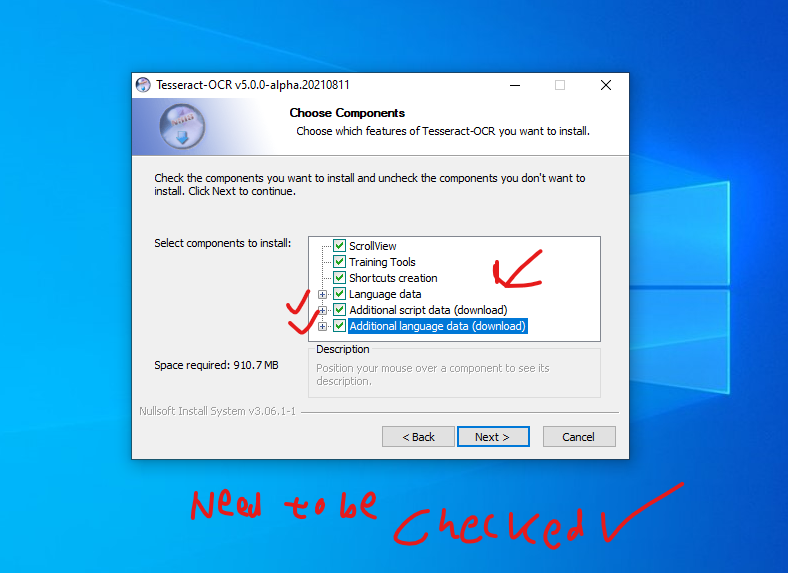 Tesseract-OCR v5.0.0-alpha.20210811
Choose Components
Choose which features of Tesseract-OCR you want to install.
Check the components you want to install and uncheck the components you don't want to
install. Click Next to continue.
Select components to install:
ScrollView
Training Tools
Shortcuts creation
Language data
Additional script data (download)
Additional language data (download)
Space required: 910.7 MB
Description
Position your mouse over a component to see its
description.
Nullsoft Install System v3.06.1-1
< Back
Next >
Cancel
Need to be Checked